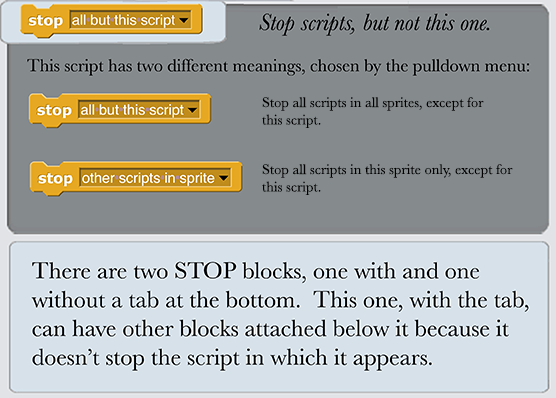 stop all but this script
Stop scripts, but not this one.
This script has two different meanings, chosen by the pulldown menu:
stop all but this script
Stop all scripts in all sprites, except for
this script.
stop other scripts in sprite
Stop all scripts in this sprite only, except for
this script.
There are two STOP blocks, one with and one
without a tab at the bottom. This one, with the tab,
can have other blocks attached below it because it
doesn't stop the script in which it appears.